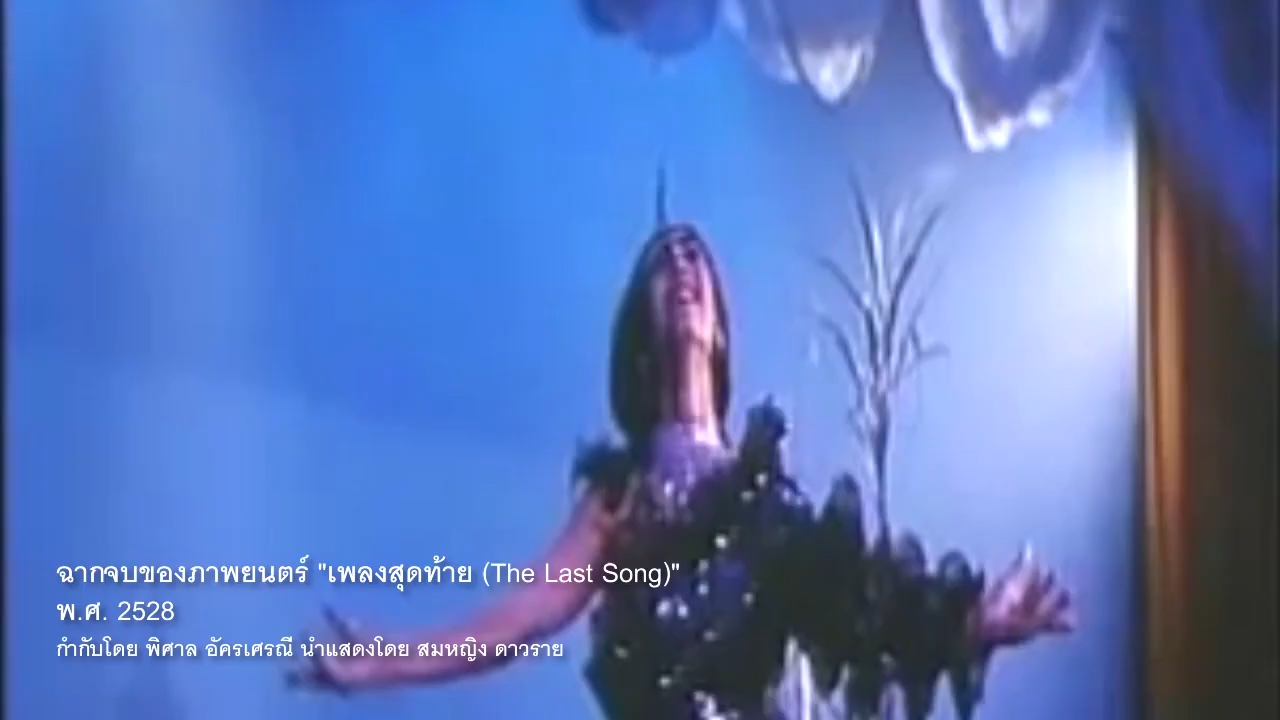 ฉากจบของภาพยนตร์ "เพลงสุดท้าย (The Last Song)"
พ.ศ. 2528
กำกับโดย พิศาล อัครเศรณี นำแสดงโดย สมหญิง ดาวราย